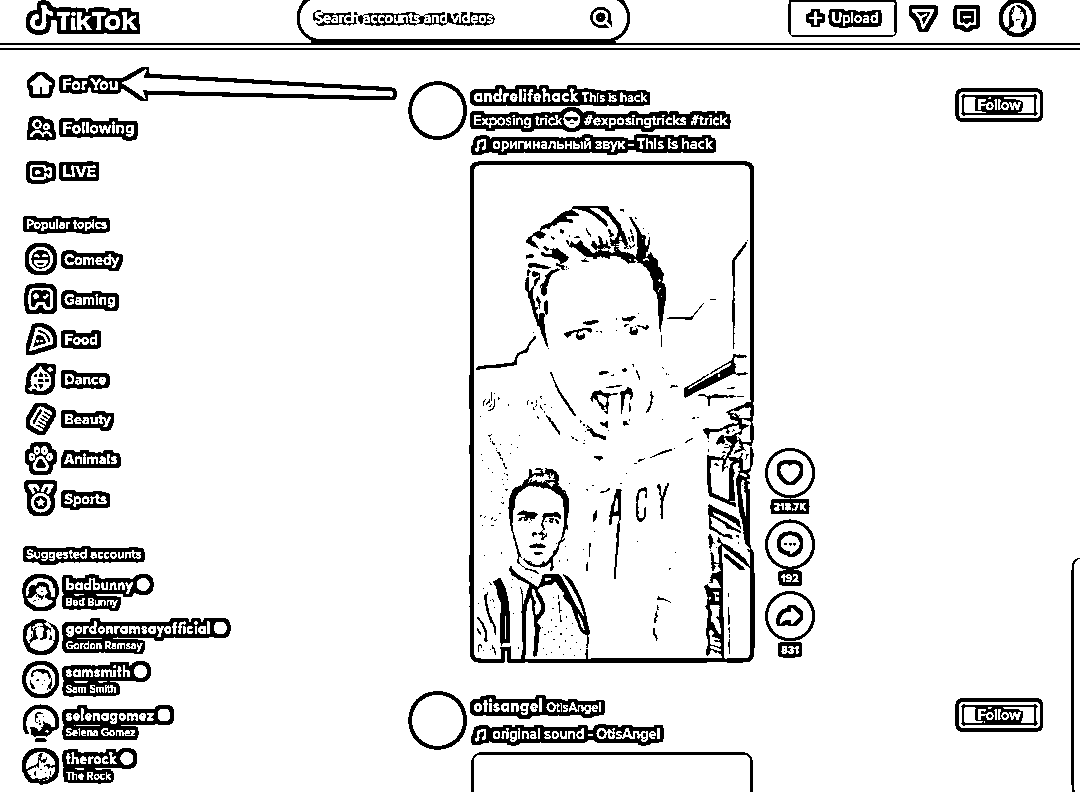 TikTok
Search accounts and videos
Upload
For You
Following
LIVE
Popular topics
Comedy
Gaming
Food
Dance
Beauty
Animals
Sports
Suggested accounts
badbunny
Bad Bunny
gordonramsayofficial
Gordon Ramsay
samsmith
Sam Smith
selenagomez
Selena Gomez
therock
The Rock
andrelifehack This is hack
Exposing trick😎 #exposingtricks #trick
оригинальный звук - This is hack
Follow
ACY
218.7K
192
831
otisangel OtisAngel
original sound - OtisAngel
Follow